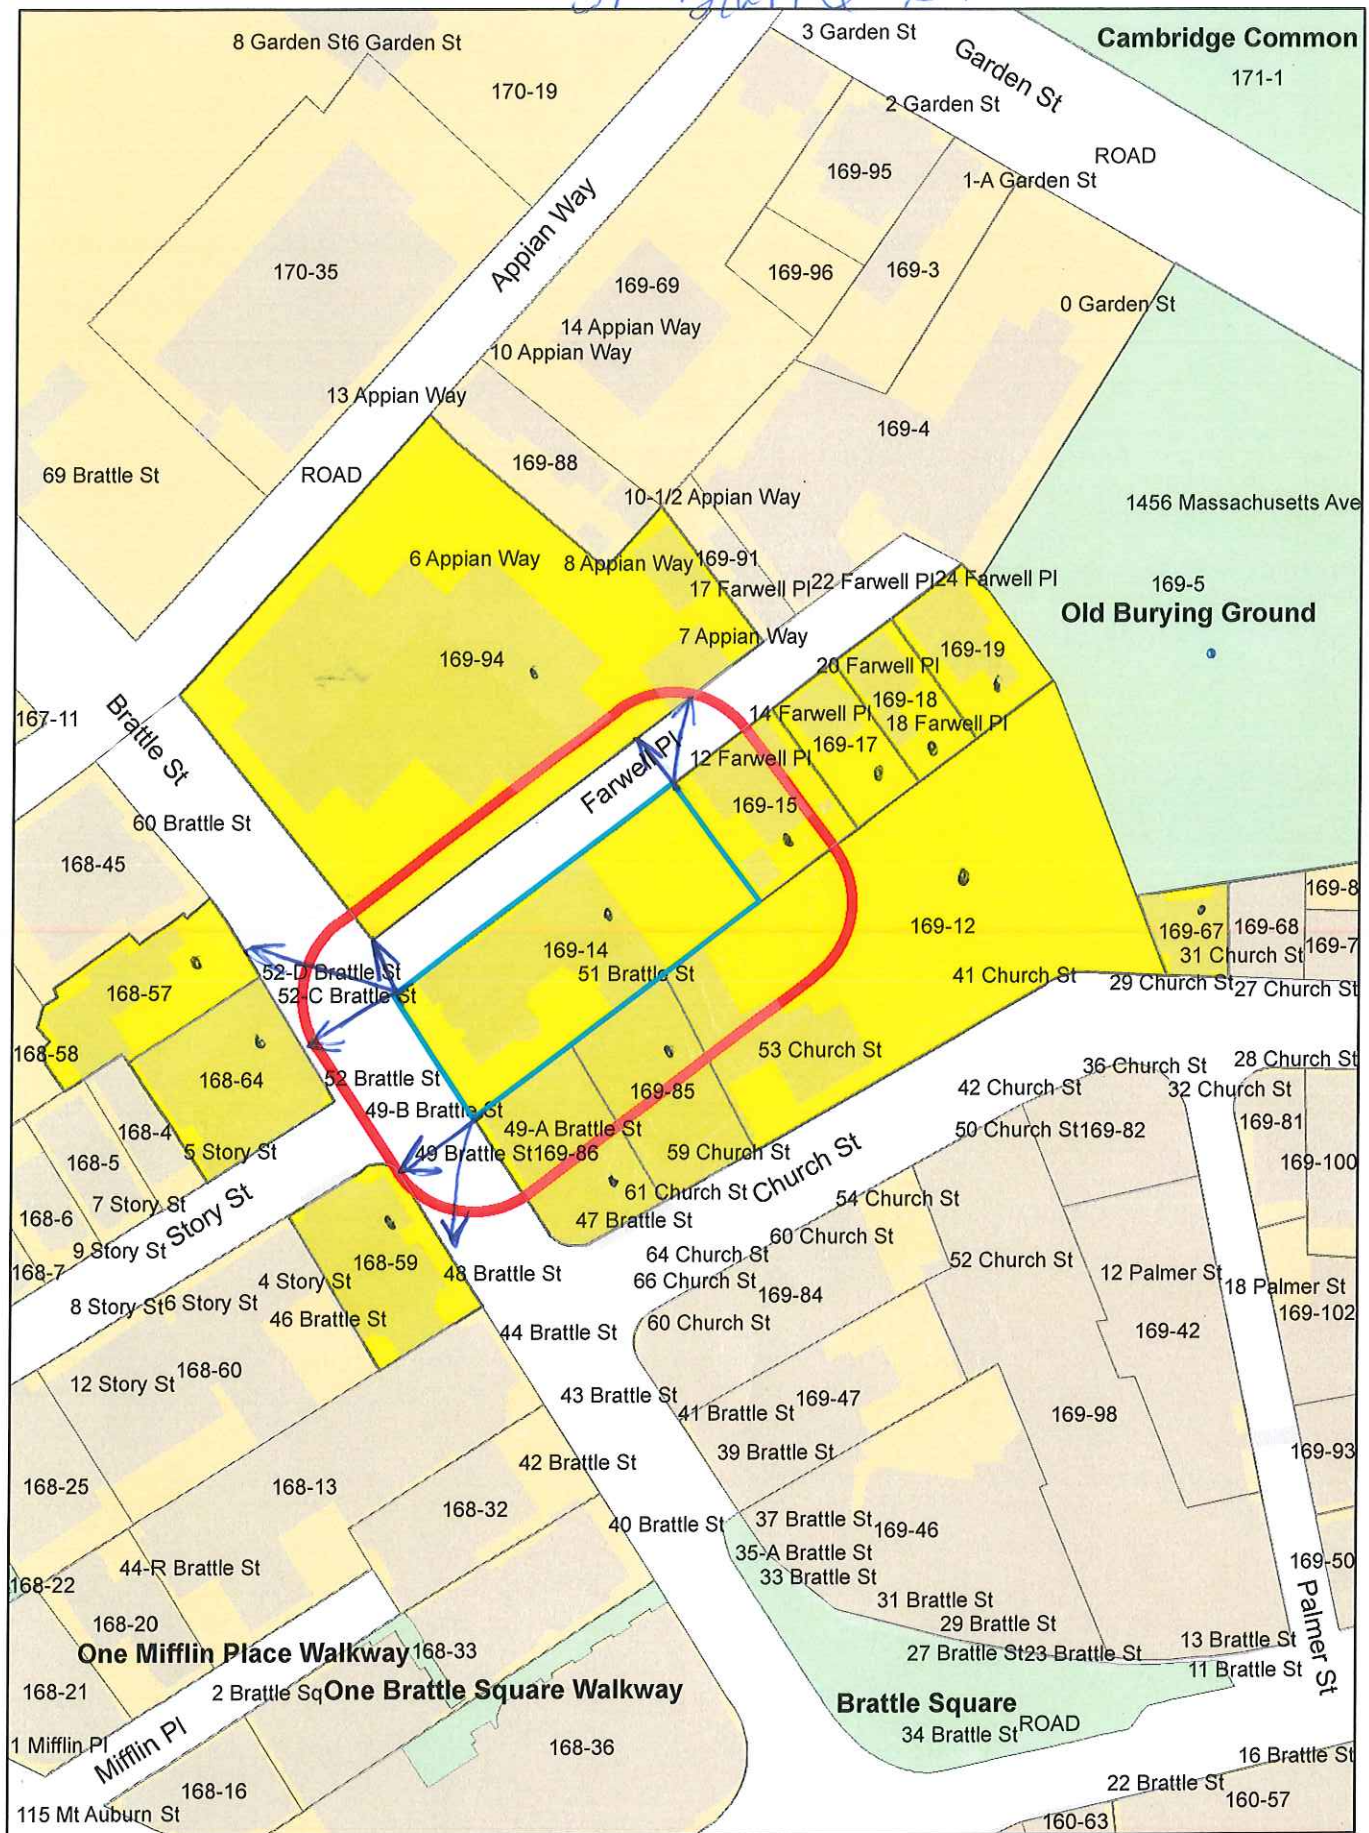 8 Garden St
6 Garden St
3 Garden St
Garden St
Cambridge Common
171-1
170-19
2 Garden St
ROAD
169-95
1-A Garden St
Appian Way
170-35
169-96
169-3
169-69
0 Garden St
14 Appian Way
10 Appian Way
13 Appian Way
169-4
169-88
69 Brattle St
ROAD
10-1/2 Appian Way
1456 Massachusetts Ave
6 Appian Way
8 Appian Way
169-91
17 Farwell Pl
22 Farwell Pl
24 Farwell Pl
169-5
Old Burying Ground
7 Appian Way
169-94
169-19
20 Farwell Pl
169-18
14 Farwell Pl
18 Farwell Pl
167-11
Brattle St
169-17
12 Farwell Pl
Farwell Pl
169-15
60 Brattle St
168-45
169-8
169-12
169-67
169-68
169-7
169-14
31 Church St
51 Brattle St
41 Church St
29 Church St
27 Church St
52-D Brattle St
168-57
52-C Brattle St
168-58
53 Church St
36 Church St
28 Church St
168-64
52 Brattle St
169-85
42 Church St
32 Church St
49-B Brattle St
168-4
49-A Brattle St
50 Church St
169-82
169-81
5 Story St
49 Brattle St
169-86
59 Church St
168-5
169-100
7 Story St
61 Church St
Church St
54 Church St
168-6
Story St
47 Brattle St
60 Church St
9 Story St
64 Church St
52 Church St
168-7
168-59
4 Story St
48 Brattle St
66 Church St
169-84
12 Palmer St
18 Palmer St
8 Story St
6 Story St
46 Brattle St
44 Brattle St
60 Church St
169-42
169-102
12 Story St
168-60
43 Brattle St
169-47
41 Brattle St
169-98
39 Brattle St
169-93
42 Brattle St
168-25
168-13
168-32
40 Brattle St
37 Brattle St
169-46
35-A Brattle St
44-R Brattle St
33 Brattle St
169-50
168-22
31 Brattle St
168-20
29 Brattle St
Palmer St
One Mifflin Place Walkway
168-33
27 Brattle St
23 Brattle St
13 Brattle St
11 Brattle St
168-21
2 Brattle Sq
One Brattle Square Walkway
Brattle Square
34 Brattle St
ROAD
1 Mifflin Pl
Mifflin Pl
168-36
16 Brattle St
168-16
22 Brattle St
115 Mt Auburn St
160-57
160-63